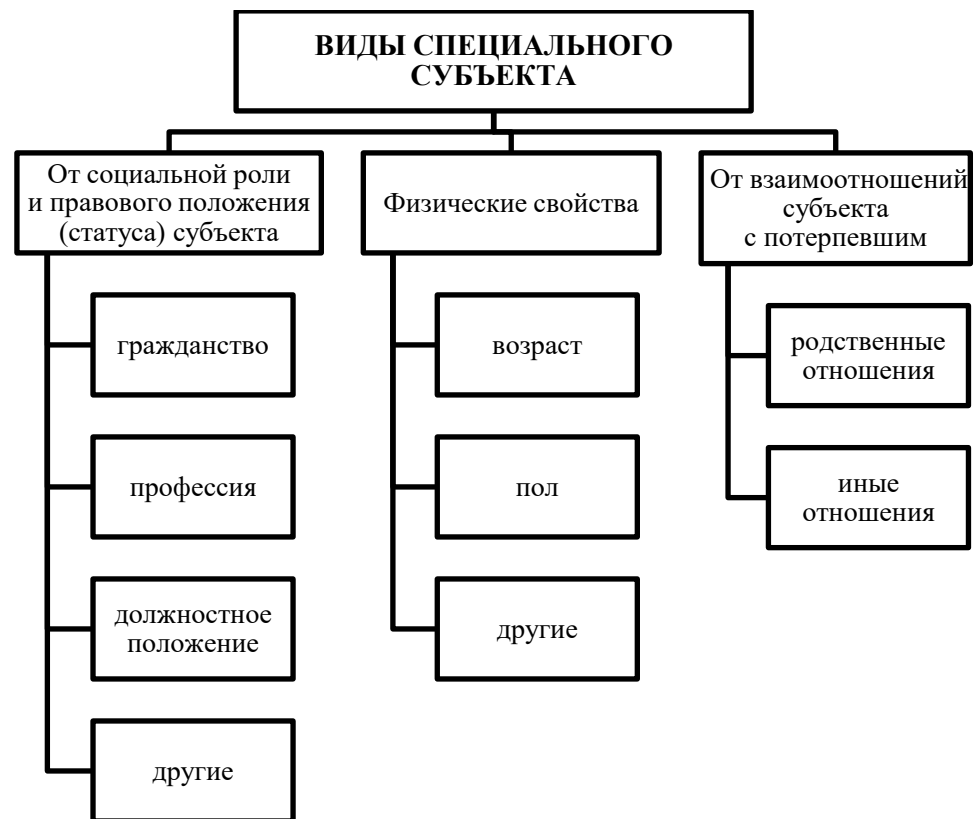 ВИДЫ СПЕЦИАЛЬНОГО
СУБЪЕКТА
От социальной роли
и правового положения
(статуса) субъекта
гражданство
профессия
должностное
положение
другие
Физические свойства
возраст
пол
другие
От взаимоотношений
субъекта
с потерпевшим
родственные
отношения
иные
отношения